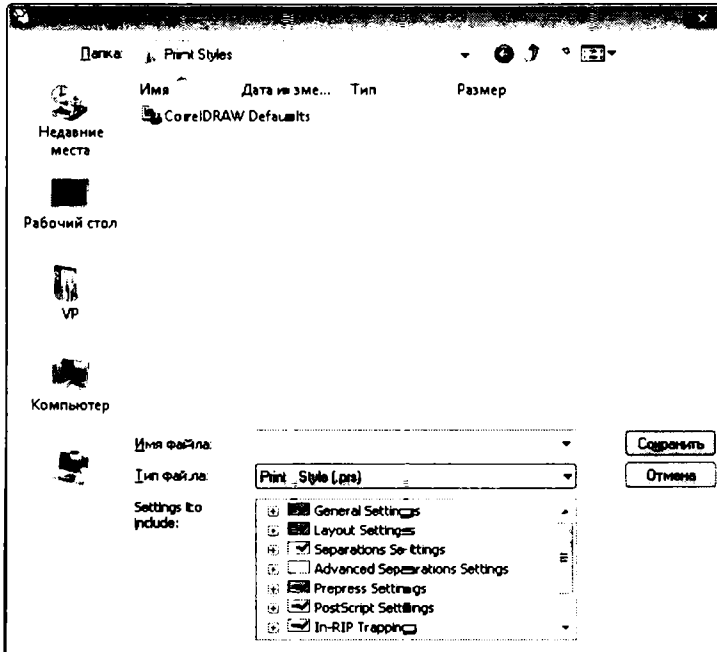 Папка: Print Styles
Имя Дата изме... Тип Размер
CorelDRAW Defaults
Недавние
места
Рабочий стол
VP
Компьютер
Имя файла:
Сохранить
Тип файла: Print Style (.prs)
Отмена
Settings to
include:
General Settings
Layout Settings
Separations Settings
Advanced Separations Settings
Prepress Settings
PostScript Settings
In-RIP Trapping